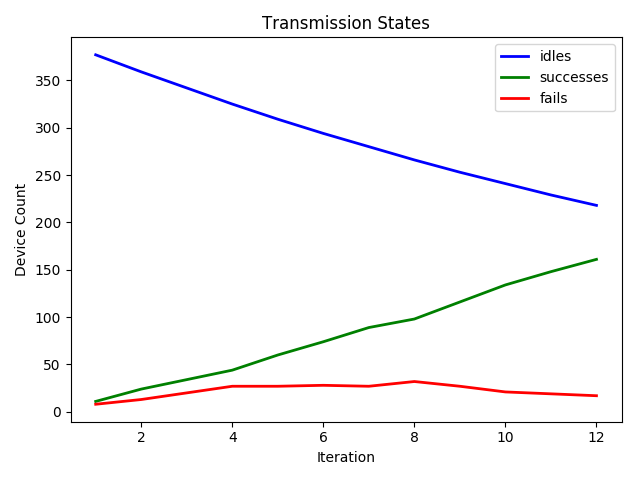 Transmission States
idles
successes
fails
Device Count
350
300
250
200
150
100
50
0
2 4 6 8 10 12
Iteration